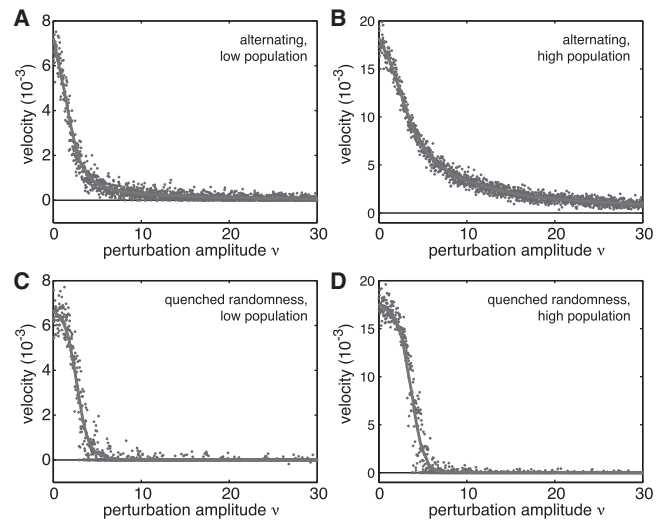 A
8
6
4
2
0
velocity (10⁻³)
alternating,
low population
0 10 20 30
perturbation amplitude ν
B
20
15
10
5
0
velocity (10⁻³)
alternating,
high population
0 10 20 30
perturbation amplitude ν
C
8
6
4
2
0
velocity (10⁻³)
quenched randomness,
low population
0 10 20 30
perturbation amplitude ν
D
20
15
10
5
0
velocity (10⁻³)
quenched randomness,
high population
0 10 20 30
perturbation amplitude ν